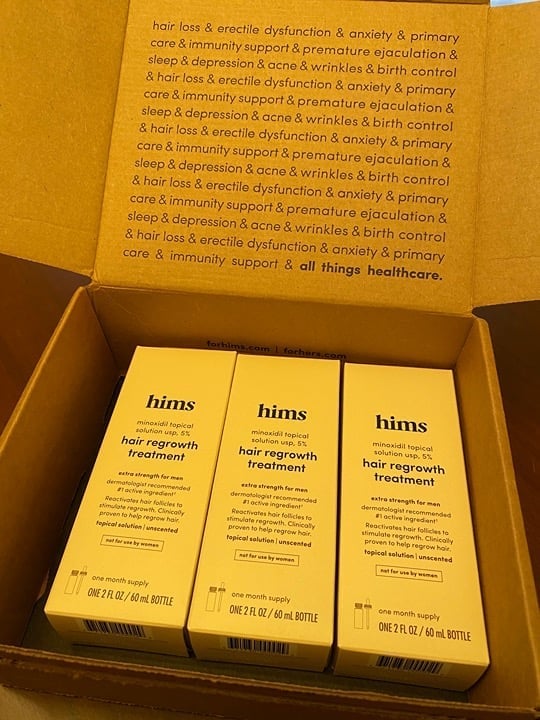 hair loss & erectile dysfunction & anxiety & primary
care & immunity support & premature ejaculation &
sleep & depression & acne & wrinkles & birth control
& hair loss & erectile dysfunction & anxiety & primary
care & immunity support & premature ejaculation &
sleep & depression & acne & wrinkles & birth control
& hair loss & erectile dysfunction & anxiety & primary
care & immunity support & premature ejaculation &
sleep & depression & acne & wrinkles & birth control
& hair loss & erectile dysfunction & anxiety & primary
care & immunity support & premature ejaculation &
sleep & depression & acne & wrinkles & birth control
& hair loss & erectile dysfunction & anxiety & primary
care & immunity support & all things healthcare.
forhims.com | forhers.com
hims
minoxidil topical
solution usp, 5%
hair regrowth
treatment
extra strength for men
dermatologist recommended
#1 active ingredient†
Reactivates hair follicles to
stimulate regrowth. Clinically
proven to help regrow hair.
topical solution | unscented
not for use by women
one month supply
ONE 2 FL OZ / 60 mL BOTTLE
hims
minoxidil topical
solution usp, 5%
hair regrowth
treatment
extra strength for men
dermatologist recommended
#1 active ingredient†
Reactivates hair follicles to
stimulate regrowth. Clinically
proven to help regrow hair.
topical solution | unscented
not for use by women
one month supply
ONE 2 FL OZ / 60 mL BOTTLE
hims
minoxidil topical
solution usp, 5%
hair regrowth
treatment
extra strength for men
dermatologist recommended
#1 active ingredient†
Reactivates hair follicles to
stimulate regrowth. Clinically
proven to help regrow hair.
topical solution | unscented
not for use by women
one month supply
ONE 2 FL OZ / 60 mL BOTTLE